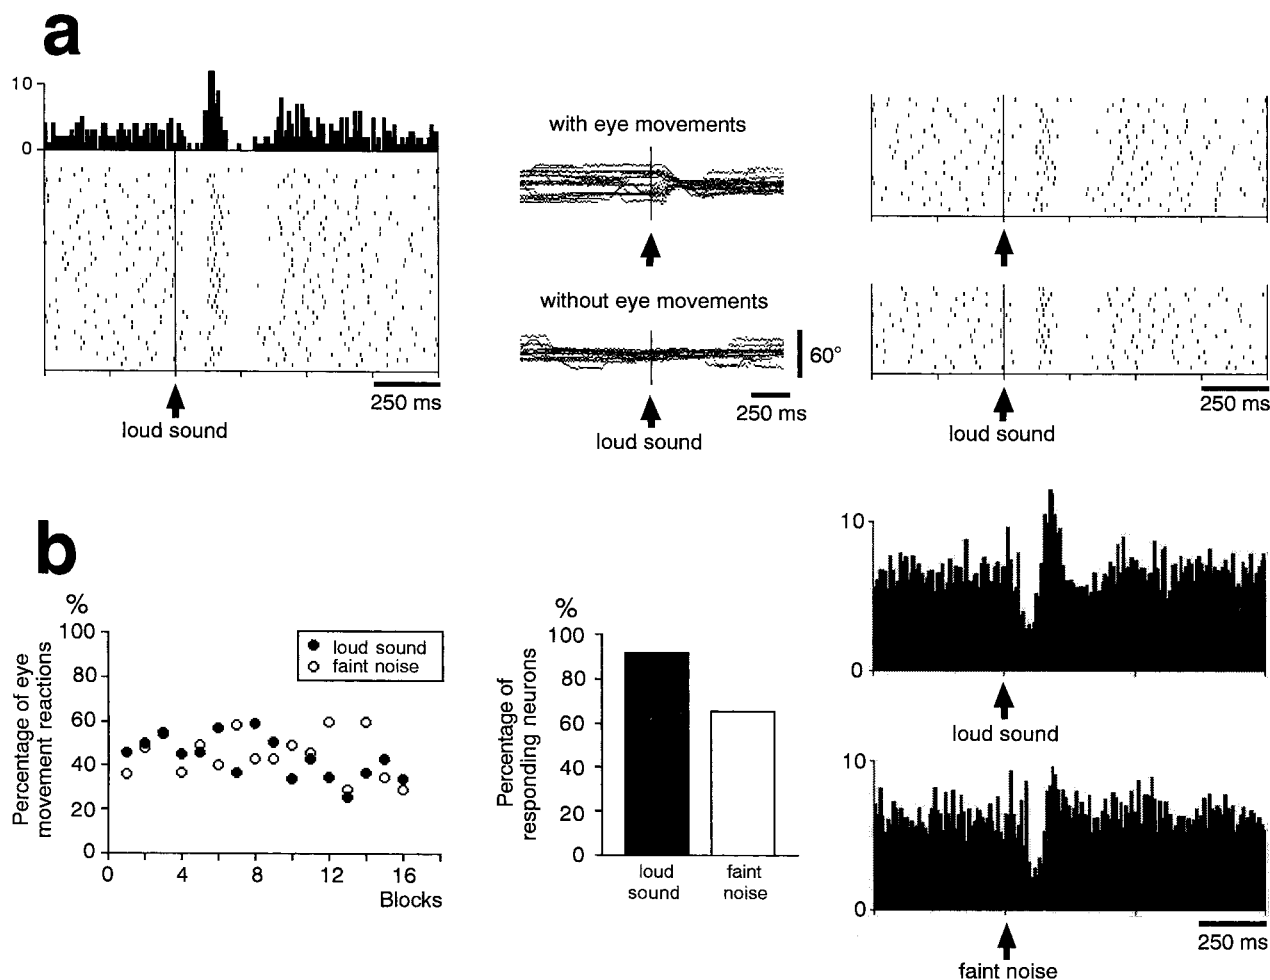 a
10
0
250 ms
loud sound
with eye movements
without eye movements
60°
250 ms
loud sound
250 ms
loud sound
b
%
100
80
60
40
20
0
Percentage of eye
movement reactions
loud sound
faint noise
0 4 8 12 16
Blocks
%
100
80
60
40
20
0
Percentage of
responding neurons
loud
sound
faint
noise
10
0
loud sound
10
0
250 ms
faint noise